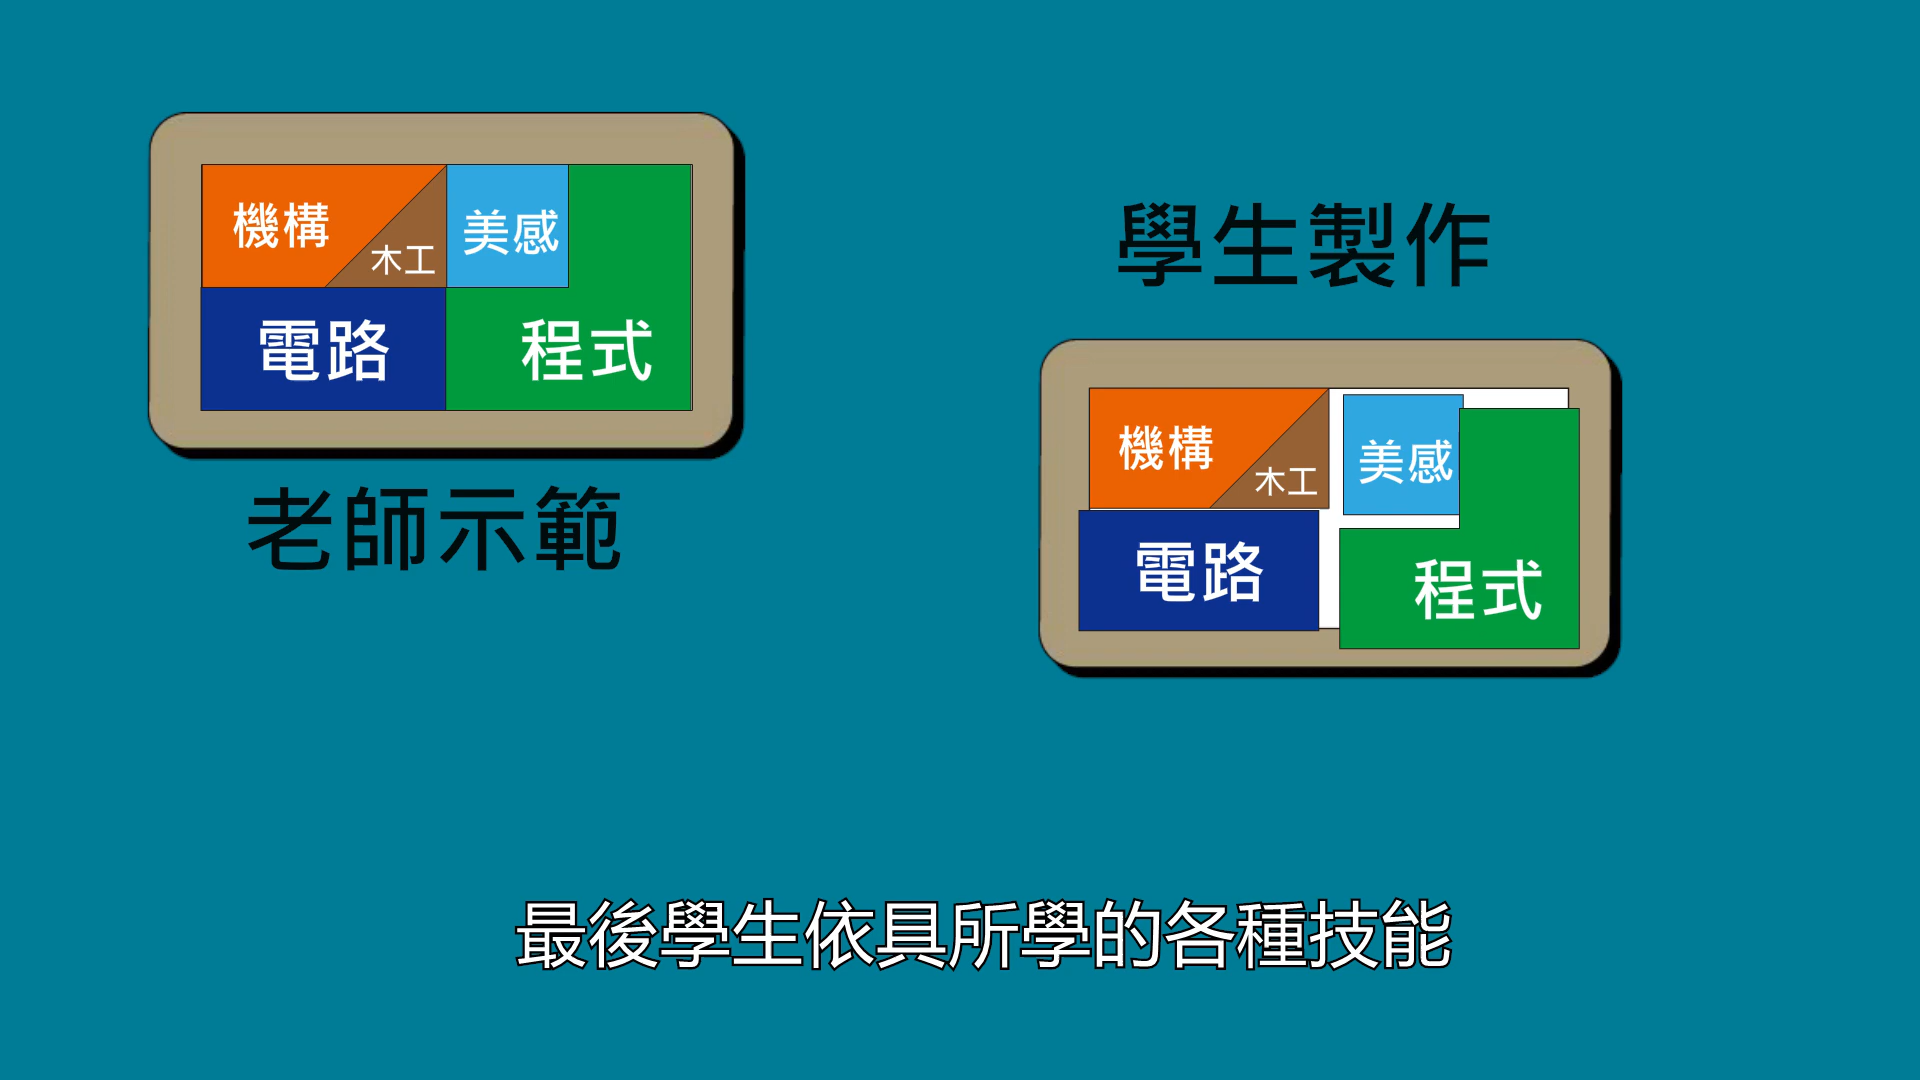 機構
木工
美感
電路
程式
老師示範
學生製作
機構
木工
美感
電路
程式
最後學生依具所學的各種技能